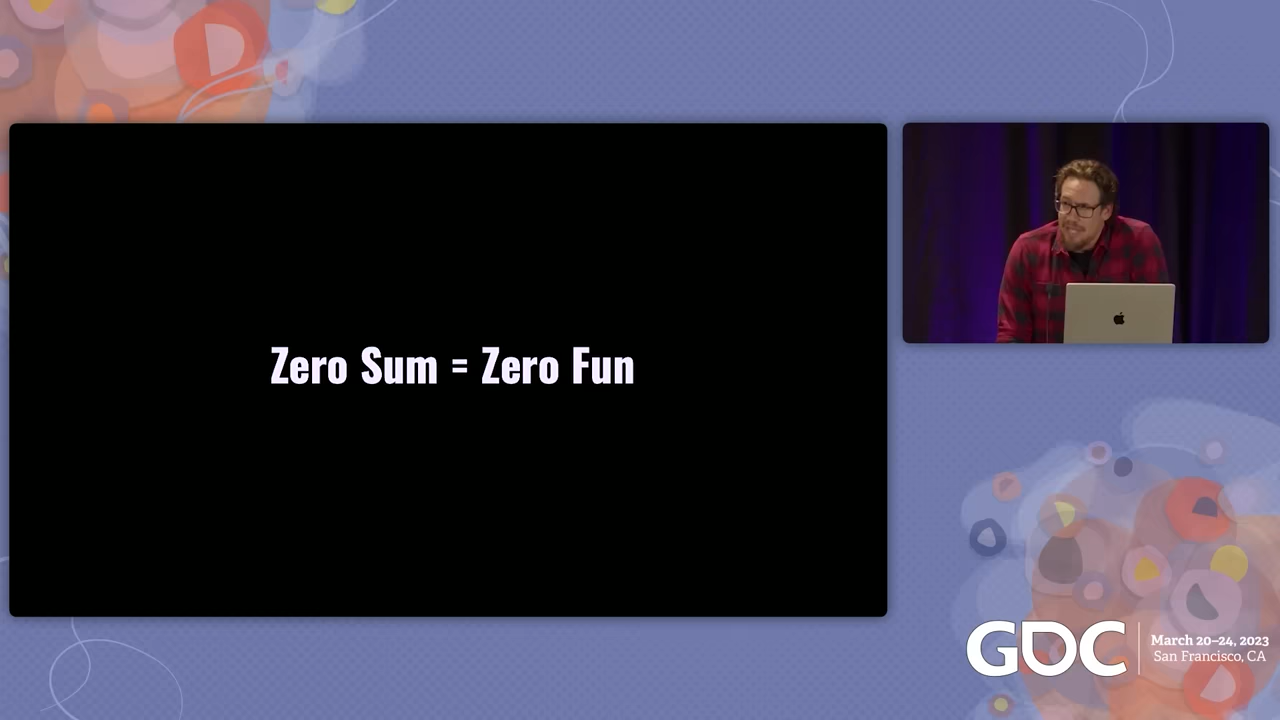 Zero Sum = Zero Fun
GDC
March 20–24, 2023
San Francisco, CA